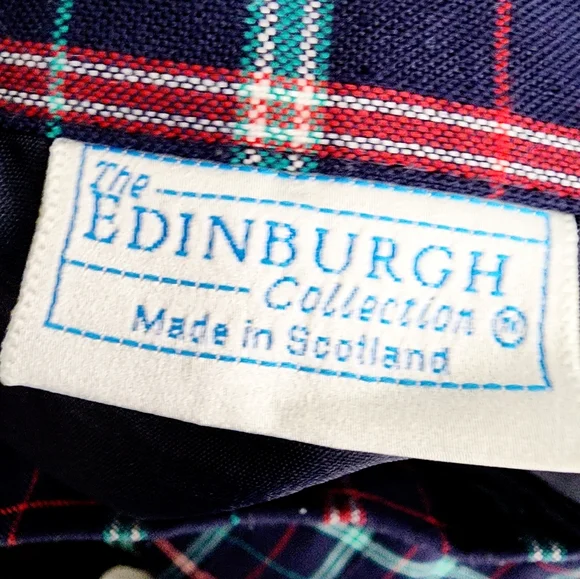 The
EDINBURGH
Collection ®
Made in Scotland